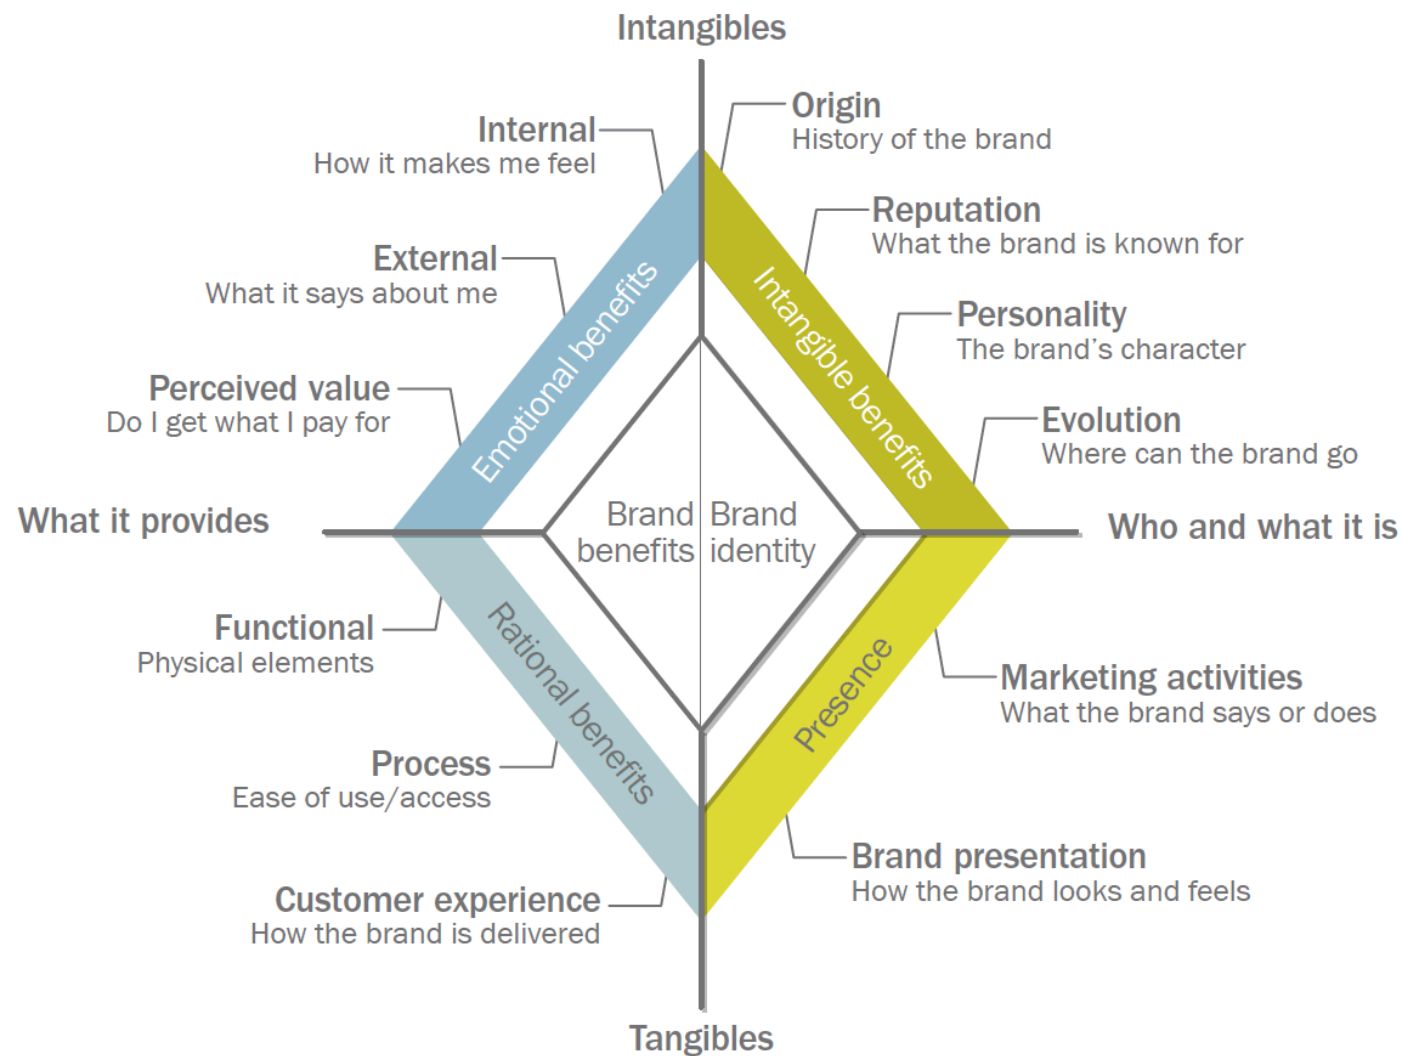 Intangibles
Origin
History of the brand
Internal
How it makes me feel
Reputation
What the brand is known for
External
What it says about me
Personality
The brand's character
Perceived value
Do I get what I pay for
Evolution
Where can the brand go
Emotional benefits
Intangible benefits
What it provides
Brand benefits
Brand identity
Who and what it is
Functional
Physical elements
Rational benefits
Presence
Marketing activities
What the brand says or does
Process
Ease of use/access
Brand presentation
How the brand looks and feels
Customer experience
How the brand is delivered
Tangibles